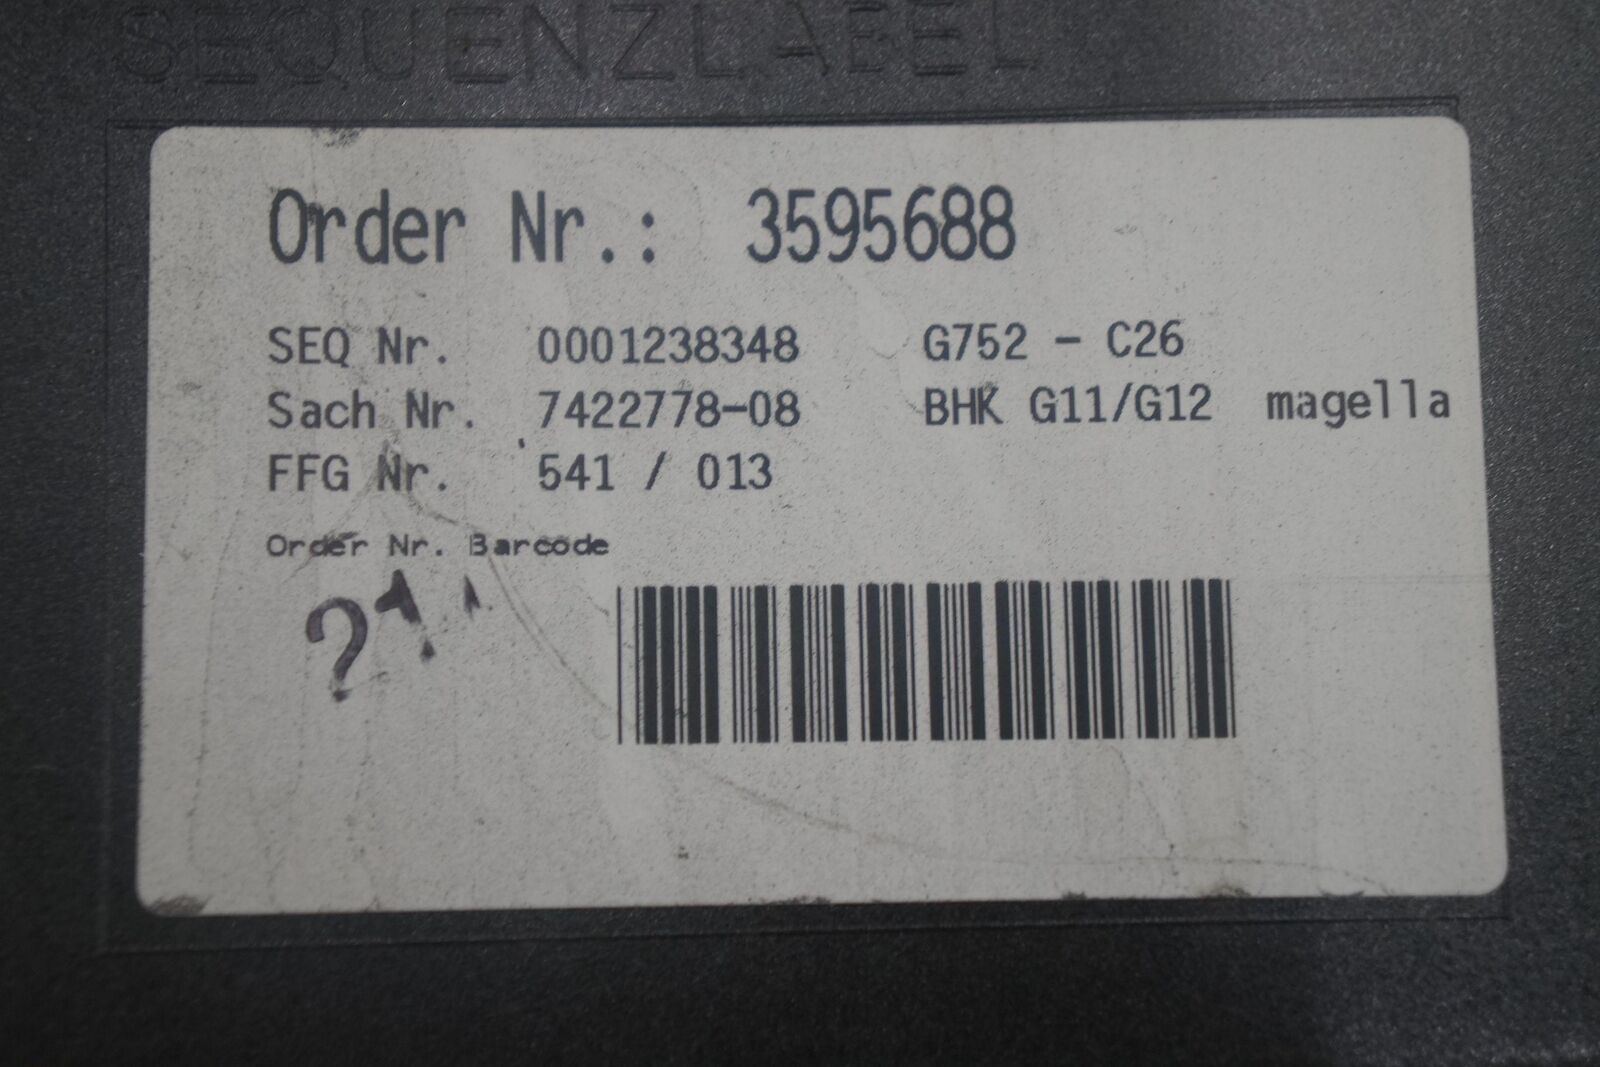 SEQUENZLABEL
Order Nr.: 3595688
SEQ Nr. 0001238348 G752 - C26
Sach Nr. 7422778-08 BHK G11/G12 magella
FFG Nr. 541 / 013
Order Nr. Barcode